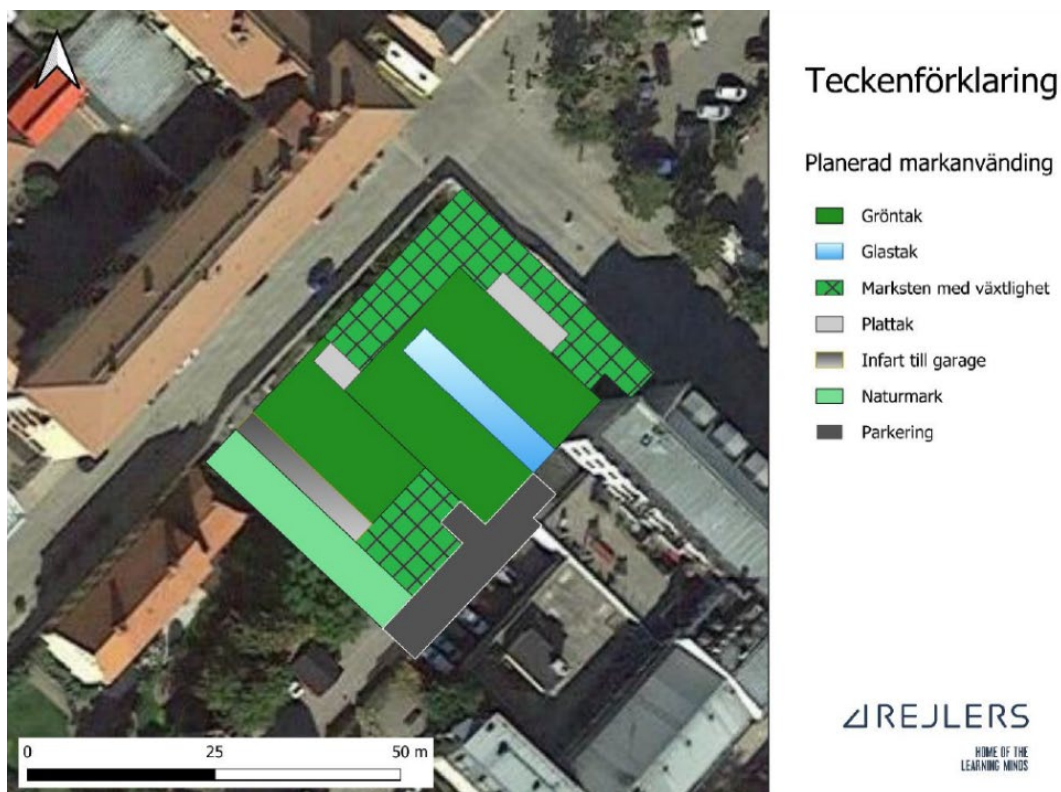 Teckenförklaring
Planerad markanvänding
Gröntak
Glastak
Marksten med växtlighet
Plattak
Infart till garage
Naturmark
Parkering
0 25 50 m
REJLERS
HOME OF THE
LEARNING MINDS